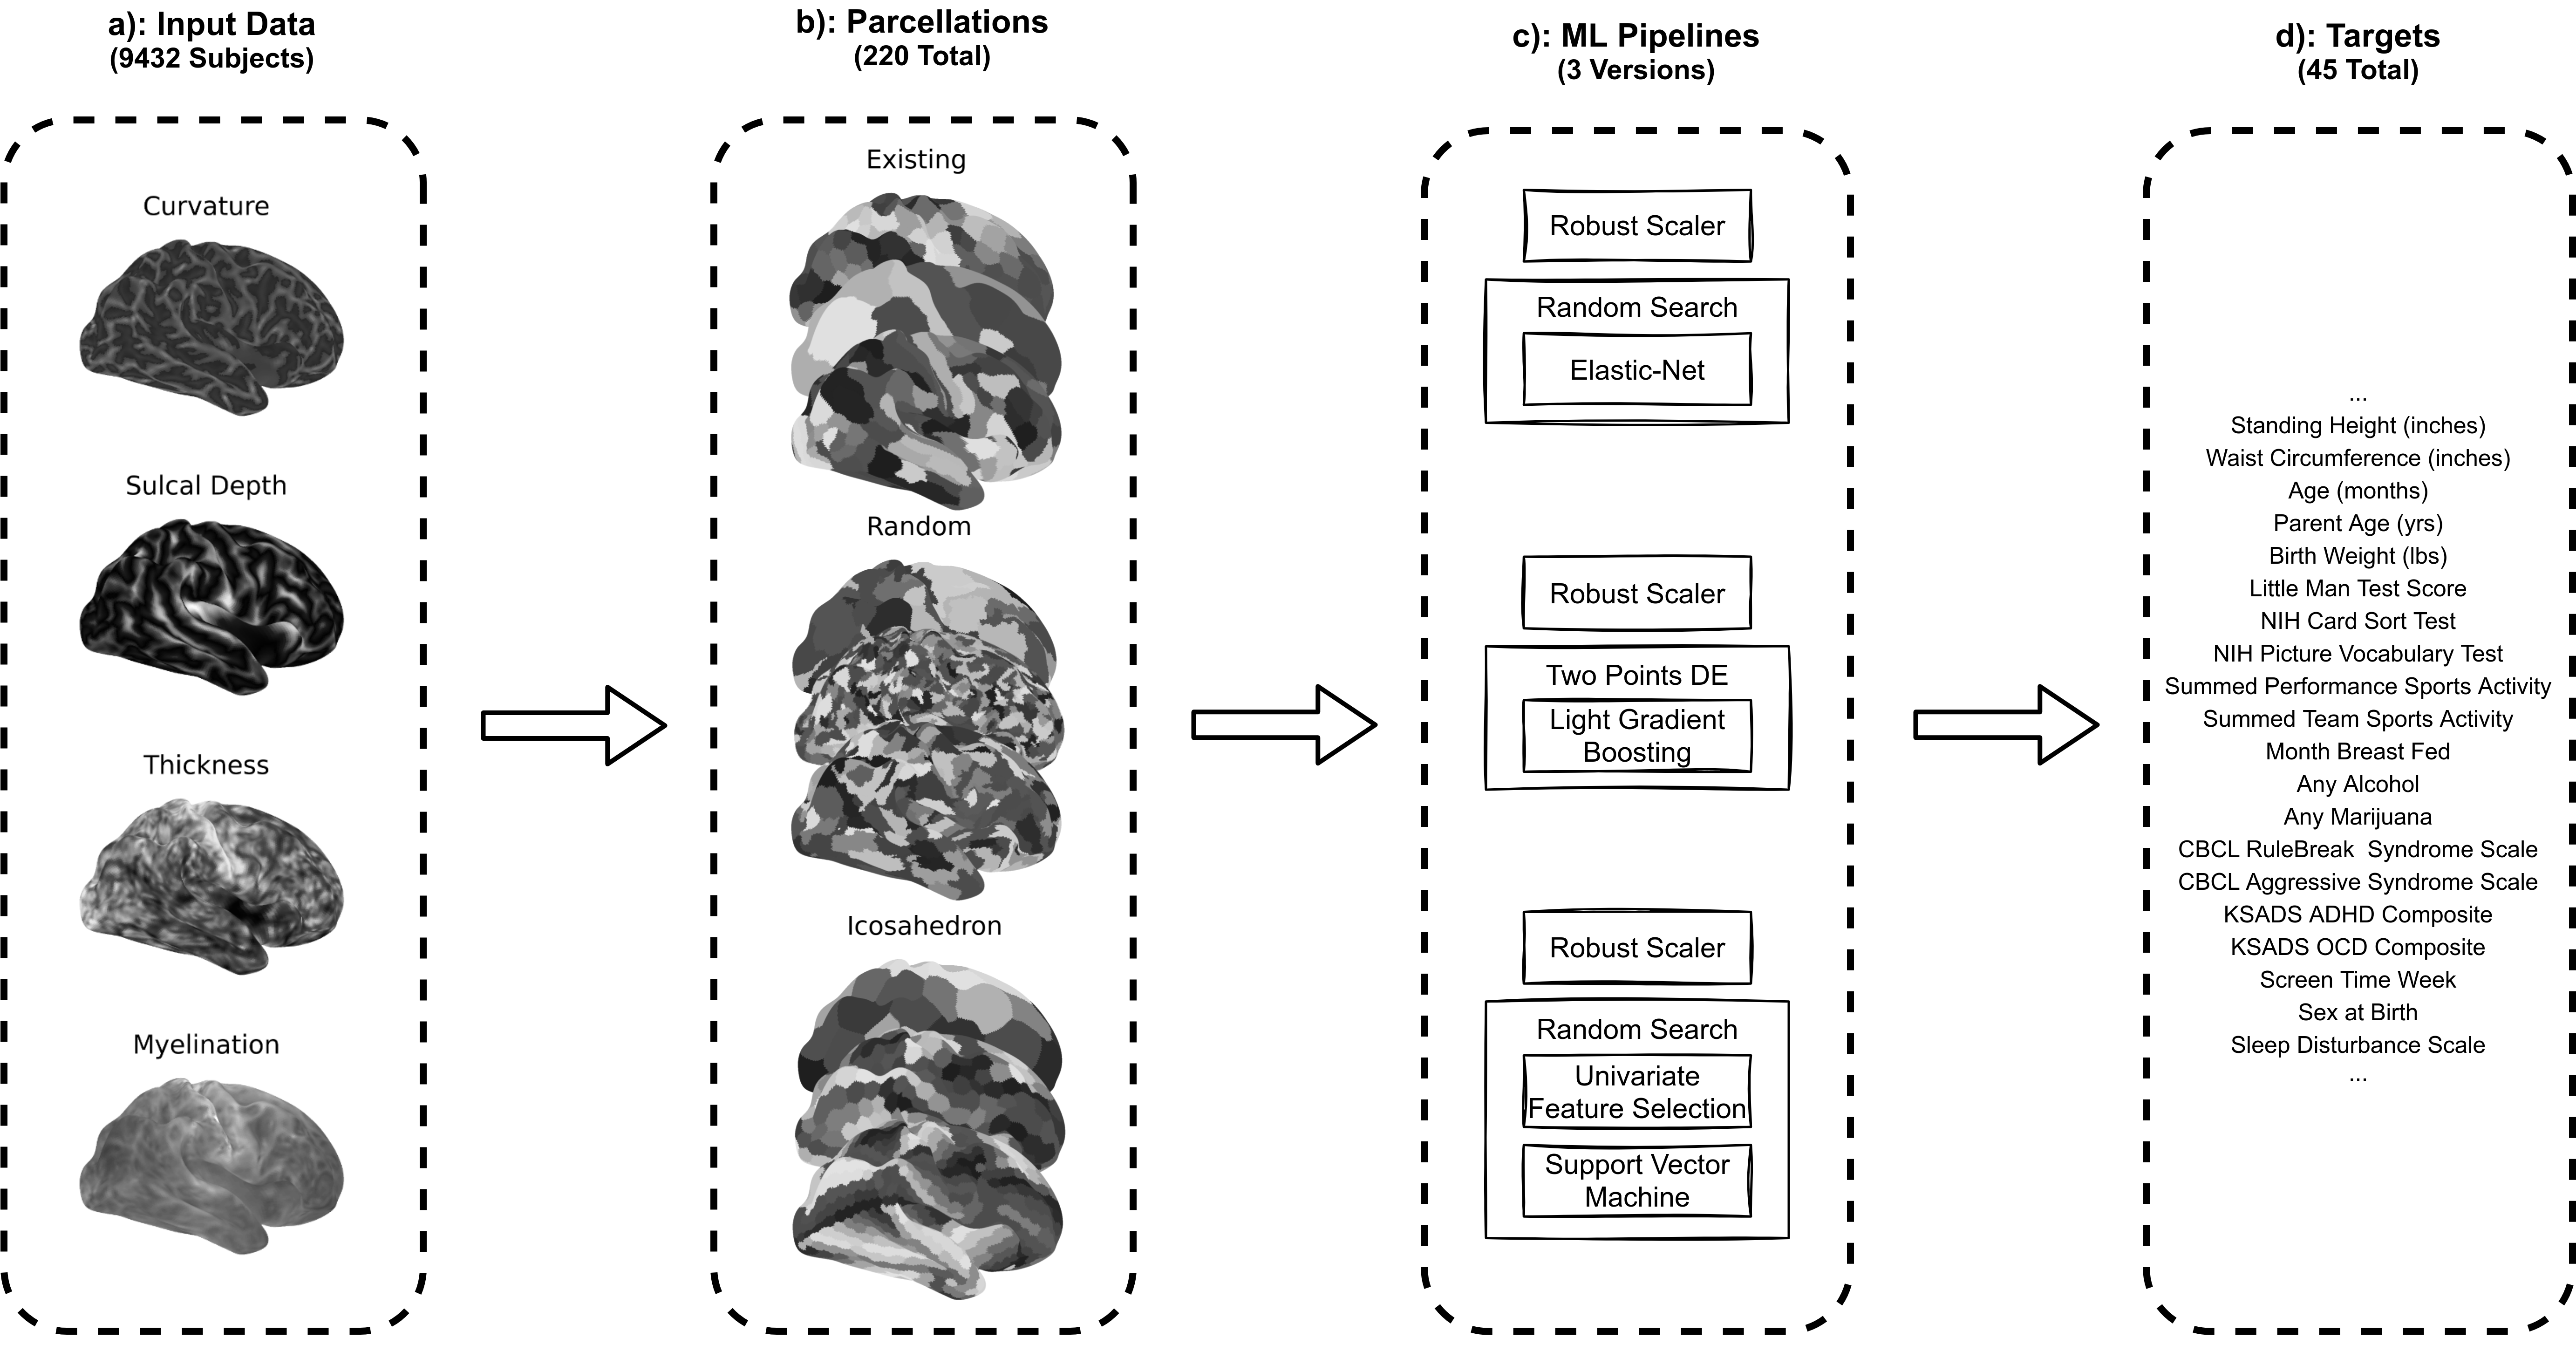 a): Input Data
(9432 Subjects)
Curvature
Sulcal Depth
Thickness
Myelination
b): Parcellations
(220 Total)
Existing
Random
Icosahedron
c): ML Pipelines
(3 Versions)
Robust Scaler
Random Search
Elastic-Net
Robust Scaler
Two Points DE
Light Gradient
Boosting
Robust Scaler
Random Search
Univariate
Feature Selection
Support Vector
Machine
d): Targets
(45 Total)
...
Standing Height (inches)
Waist Circumference (inches)
Age (months)
Parent Age (yrs)
Birth Weight (lbs)
Little Man Test Score
NIH Card Sort Test
NIH Picture Vocabulary Test
Summed Performance Sports Activity
Summed Team Sports Activity
Month Breast Fed
Any Alcohol
Any Marijuana
CBCL RuleBreak  Syndrome Scale
CBCL Aggressive Syndrome Scale
KSADS ADHD Composite
KSADS OCD Composite
Screen Time Week
Sex at Birth
Sleep Disturbance Scale
...